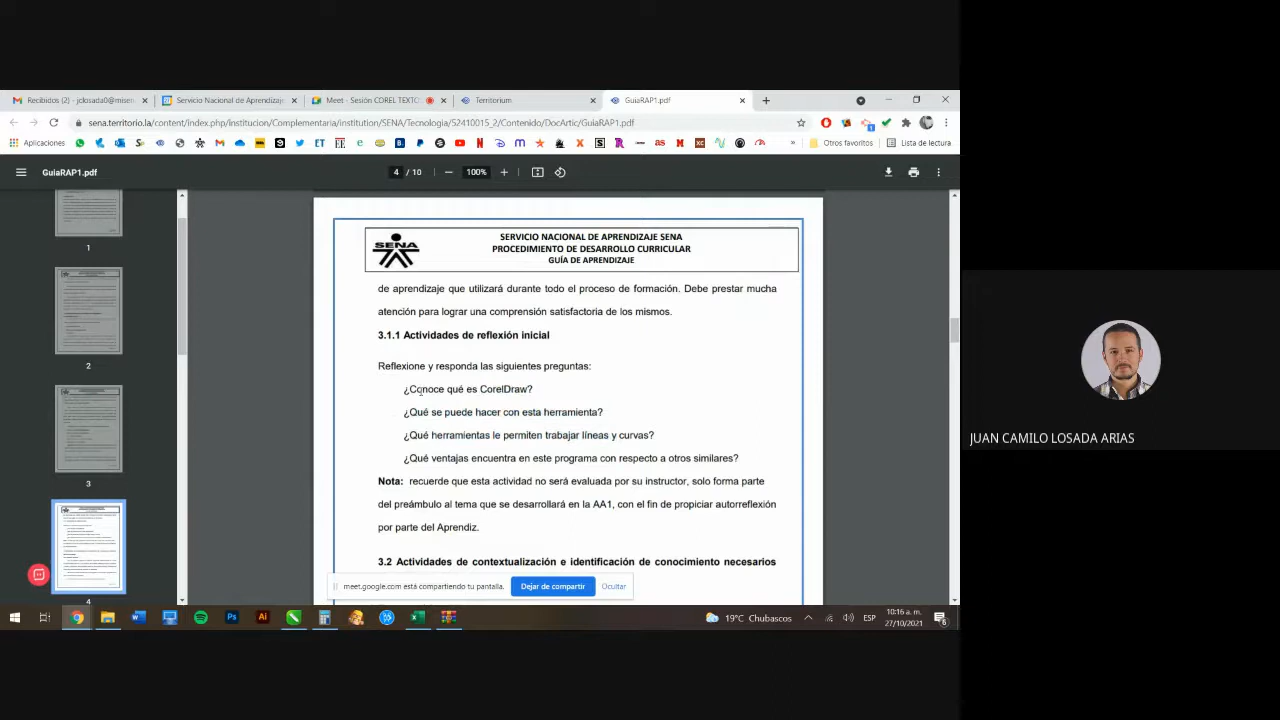 Recibidos (2) - jclosada0@misen
Servicio Nacional de Aprendizaje
Meet - Sesión COREL TEXTO
Territorium
GuiaRAP1.pdf
sena.territorio.la/content/index.php/institucion/Complementaria/institution/SENA/Tecnologia/S2410015_2/Contenido/DocArtic/GuiaRAP1.pdf
Aplicaciones
Otros favoritos
Lista de lectura
GuiaRAP1.pdf
4 / 10
100%
1
2
3
4
SENA
SERVICIO NACIONAL DE APRENDIZAJE SENA
PROCEDIMIENTO DE DESARROLLO CURRICULAR
GUÍA DE APRENDIZAJE
de aprendizaje que utilizará durante todo el proceso de formación. Debe prestar mucha
atención para lograr una comprensión satisfactoria de los mismos.
3.1.1 Actividades de reflexión inicial
Reflexione y responda las siguientes preguntas:
¿Conoce qué es CorelDraw?
¿Qué se puede hacer con esta herramienta?
¿Qué herramientas le permiten trabajar líneas y curvas?
¿Qué ventajas encuentra en este programa con respecto a otros similares?
Nota: recuerde que esta actividad no será evaluada por su instructor, solo forma parte
del preámbulo al tema que se desarrollará en la AA1, con el fin de propiciar autorreflexión
por parte del Aprendiz.
3.2 Actividades de contextualización e identificación de conocimiento necesarios
meet.google.com está compartiendo tu pantalla.
Dejar de compartir
Ocultar
JUAN CAMILO LOSADA ARIAS
19°C Chubascos
ESP
10:16 a. m.
27/10/2021